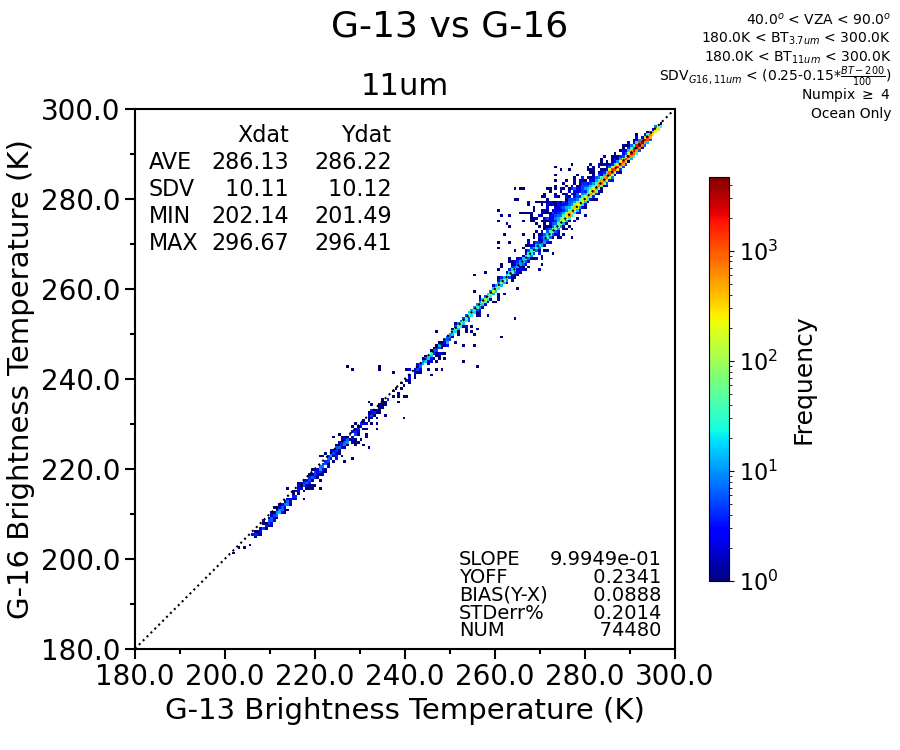 G-13 vs G-16
40.0° < VZA < 90.0°
180.0K < BT3.7um < 300.0K
180.0K < BT11um < 300.0K
SDVG16,11um < (0.25-0.15*BT-200/100)
Numpix ≥ 4
Ocean Only
11um
Xdat Ydat
AVE 286.13 286.22
SDV 10.11 10.12
MIN 202.14 201.49
MAX 296.67 296.41
300.0
280.0
260.0
240.0
220.0
200.0
180.0
G-16 Brightness Temperature (K)
SLOPE 9.9949e-01
YOFF 0.2341
BIAS(Y-X) 0.0888
STDerr% 0.2014
NUM 74480
180.0 200.0 220.0 240.0 260.0 280.0 300.0
G-13 Brightness Temperature (K)
10³
10²
10¹
10⁰
Frequency